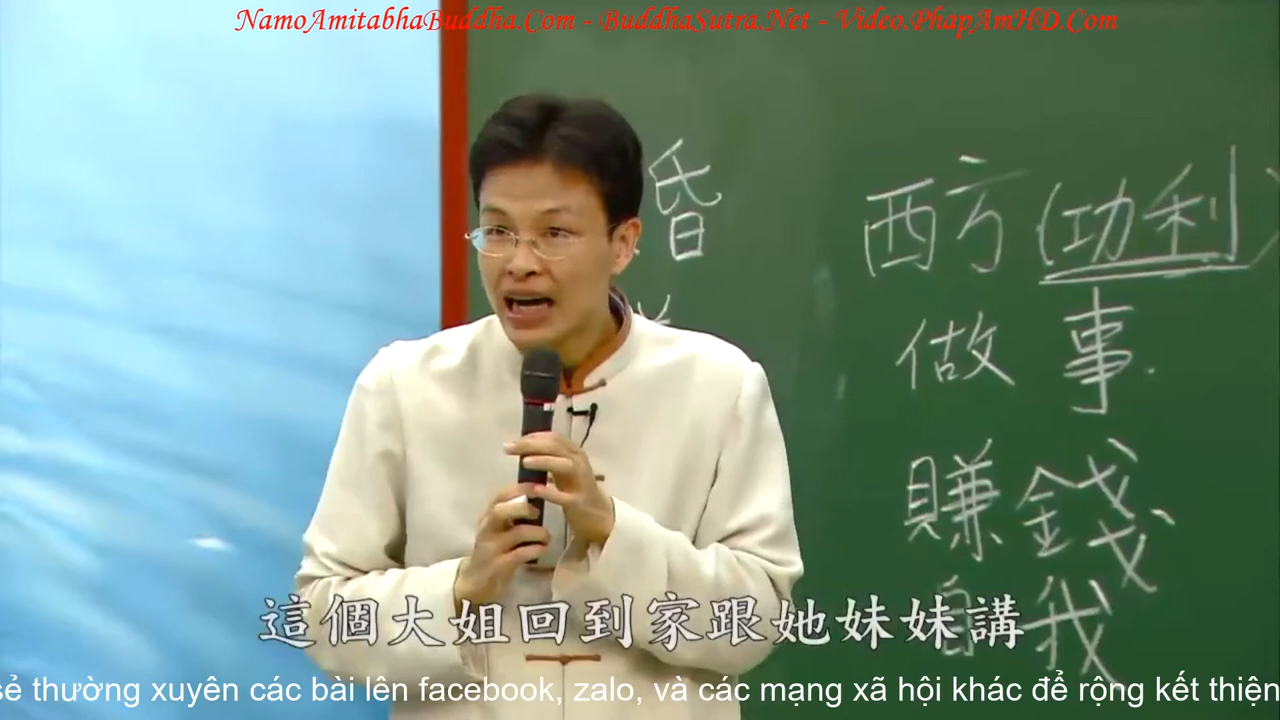 NamoAmitabhaBuddha.Com - BuddhaSutra.Net - Video.PhapAmHD.Com
昏
西方(功利)
做事
賺錢
自我
這個大姐回到家跟她妹妹講
sẻ thường xuyên các bài lên facebook, zalo, và các mạng xã hội khác để rộng kết thiện